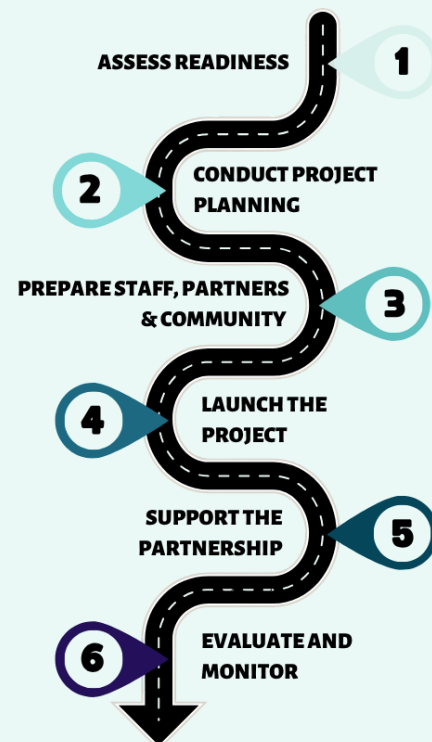 ASSESS READINESS
1
2
CONDUCT PROJECT
PLANNING
PREPARE STAFF, PARTNERS
& COMMUNITY
3
4
LAUNCH THE
PROJECT
SUPPORT THE
PARTNERSHIP
5
6
EVALUATE AND
MONITOR